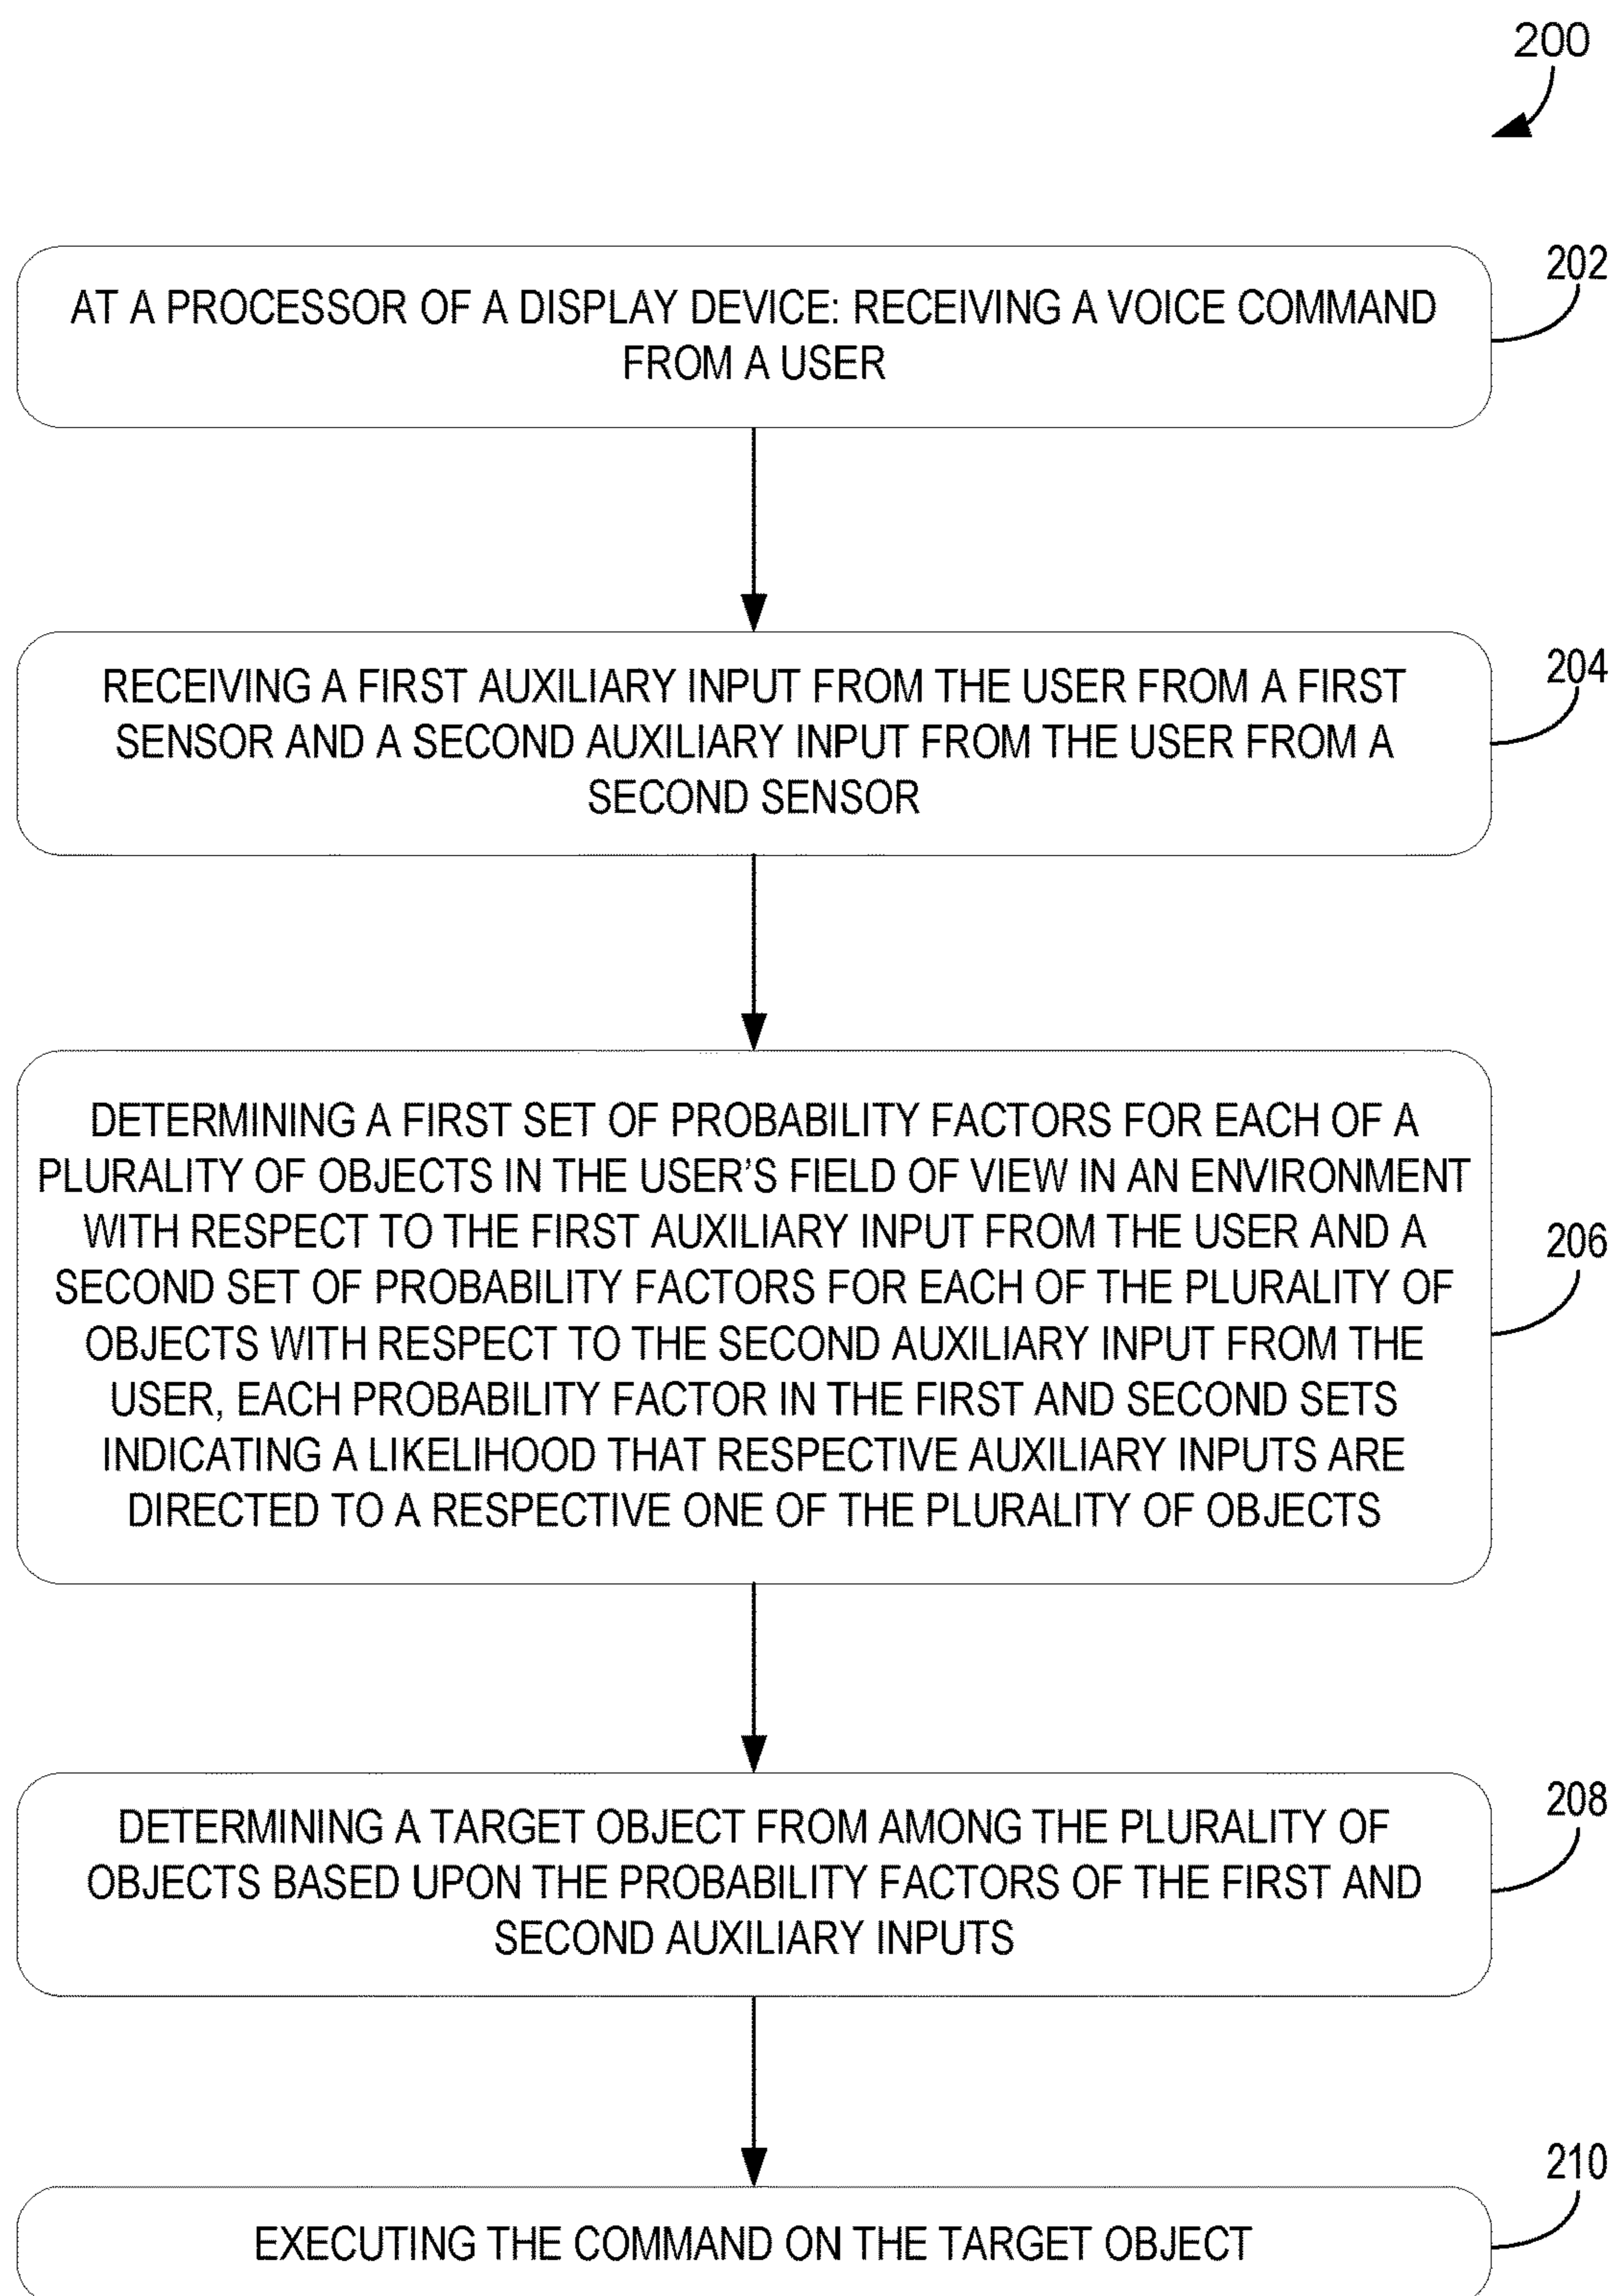 200
AT A PROCESSOR OF A DISPLAY DEVICE: RECEIVING A VOICE COMMAND
FROM A USER
202
RECEIVING A FIRST AUXILIARY INPUT FROM THE USER FROM A FIRST
SENSOR AND A SECOND AUXILIARY INPUT FROM THE USER FROM A
SECOND SENSOR
204
DETERMINING A FIRST SET OF PROBABILITY FACTORS FOR EACH OF A
PLURALITY OF OBJECTS IN THE USER'S FIELD OF VIEW IN AN ENVIRONMENT
WITH RESPECT TO THE FIRST AUXILIARY INPUT FROM THE USER AND A
SECOND SET OF PROBABILITY FACTORS FOR EACH OF THE PLURALITY OF
OBJECTS WITH RESPECT TO THE SECOND AUXILIARY INPUT FROM THE
USER, EACH PROBABILITY FACTOR IN THE FIRST AND SECOND SETS
INDICATING A LIKELIHOOD THAT RESPECTIVE AUXILIARY INPUTS ARE
DIRECTED TO A RESPECTIVE ONE OF THE PLURALITY OF OBJECTS
206
DETERMINING A TARGET OBJECT FROM AMONG THE PLURALITY OF
OBJECTS BASED UPON THE PROBABILITY FACTORS OF THE FIRST AND
SECOND AUXILIARY INPUTS
208
EXECUTING THE COMMAND ON THE TARGET OBJECT
210